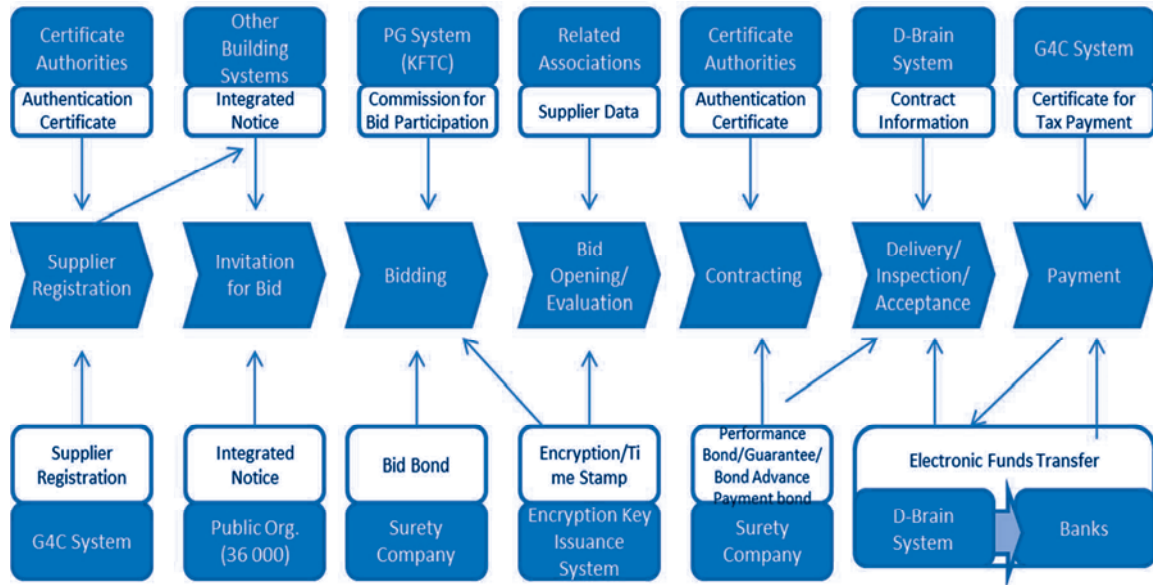 Certificate
Authorities
Authentication
Certificate
Other
Building
Systems
Integrated
Notice
PG System
(KFTC)
Commission for
Bid Participation
Related
Associations
Supplier Data
Certificate
Authorities
Authentication
Certificate
D-Brain
System
Contract
Information
G4C System
Certificate for
Tax Payment
Supplier
Registration
Invitation
for Bid
Bidding
Bid
Opening/
Evaluation
Contracting
Delivery/
Inspection/
Acceptance
Payment
Supplier
Registration
G4C System
Integrated
Notice
Public Org.
(36 000)
Bid Bond
Surety
Company
Encryption/Ti
me Stamp
Encryption Key
Issuance
System
Performance
Bond/Guarantee/
Bond Advance
Payment bond
Surety
Company
Electronic Funds Transfer
D-Brain
System
Banks